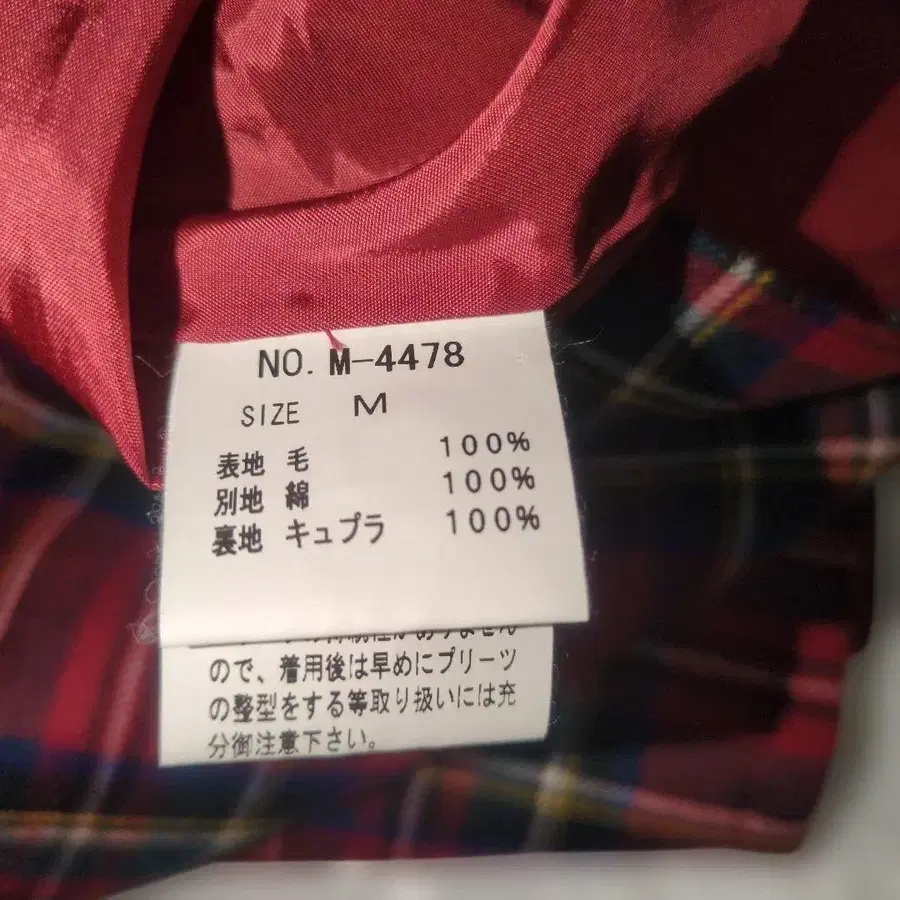 NO. M-4478
SIZE M
表地 毛 100%
別地 綿 100%
裏地 キュプラ 100%
ので、着用後は早めにプリーツ
の整型をする等取り扱いには充
分御注意下さい。